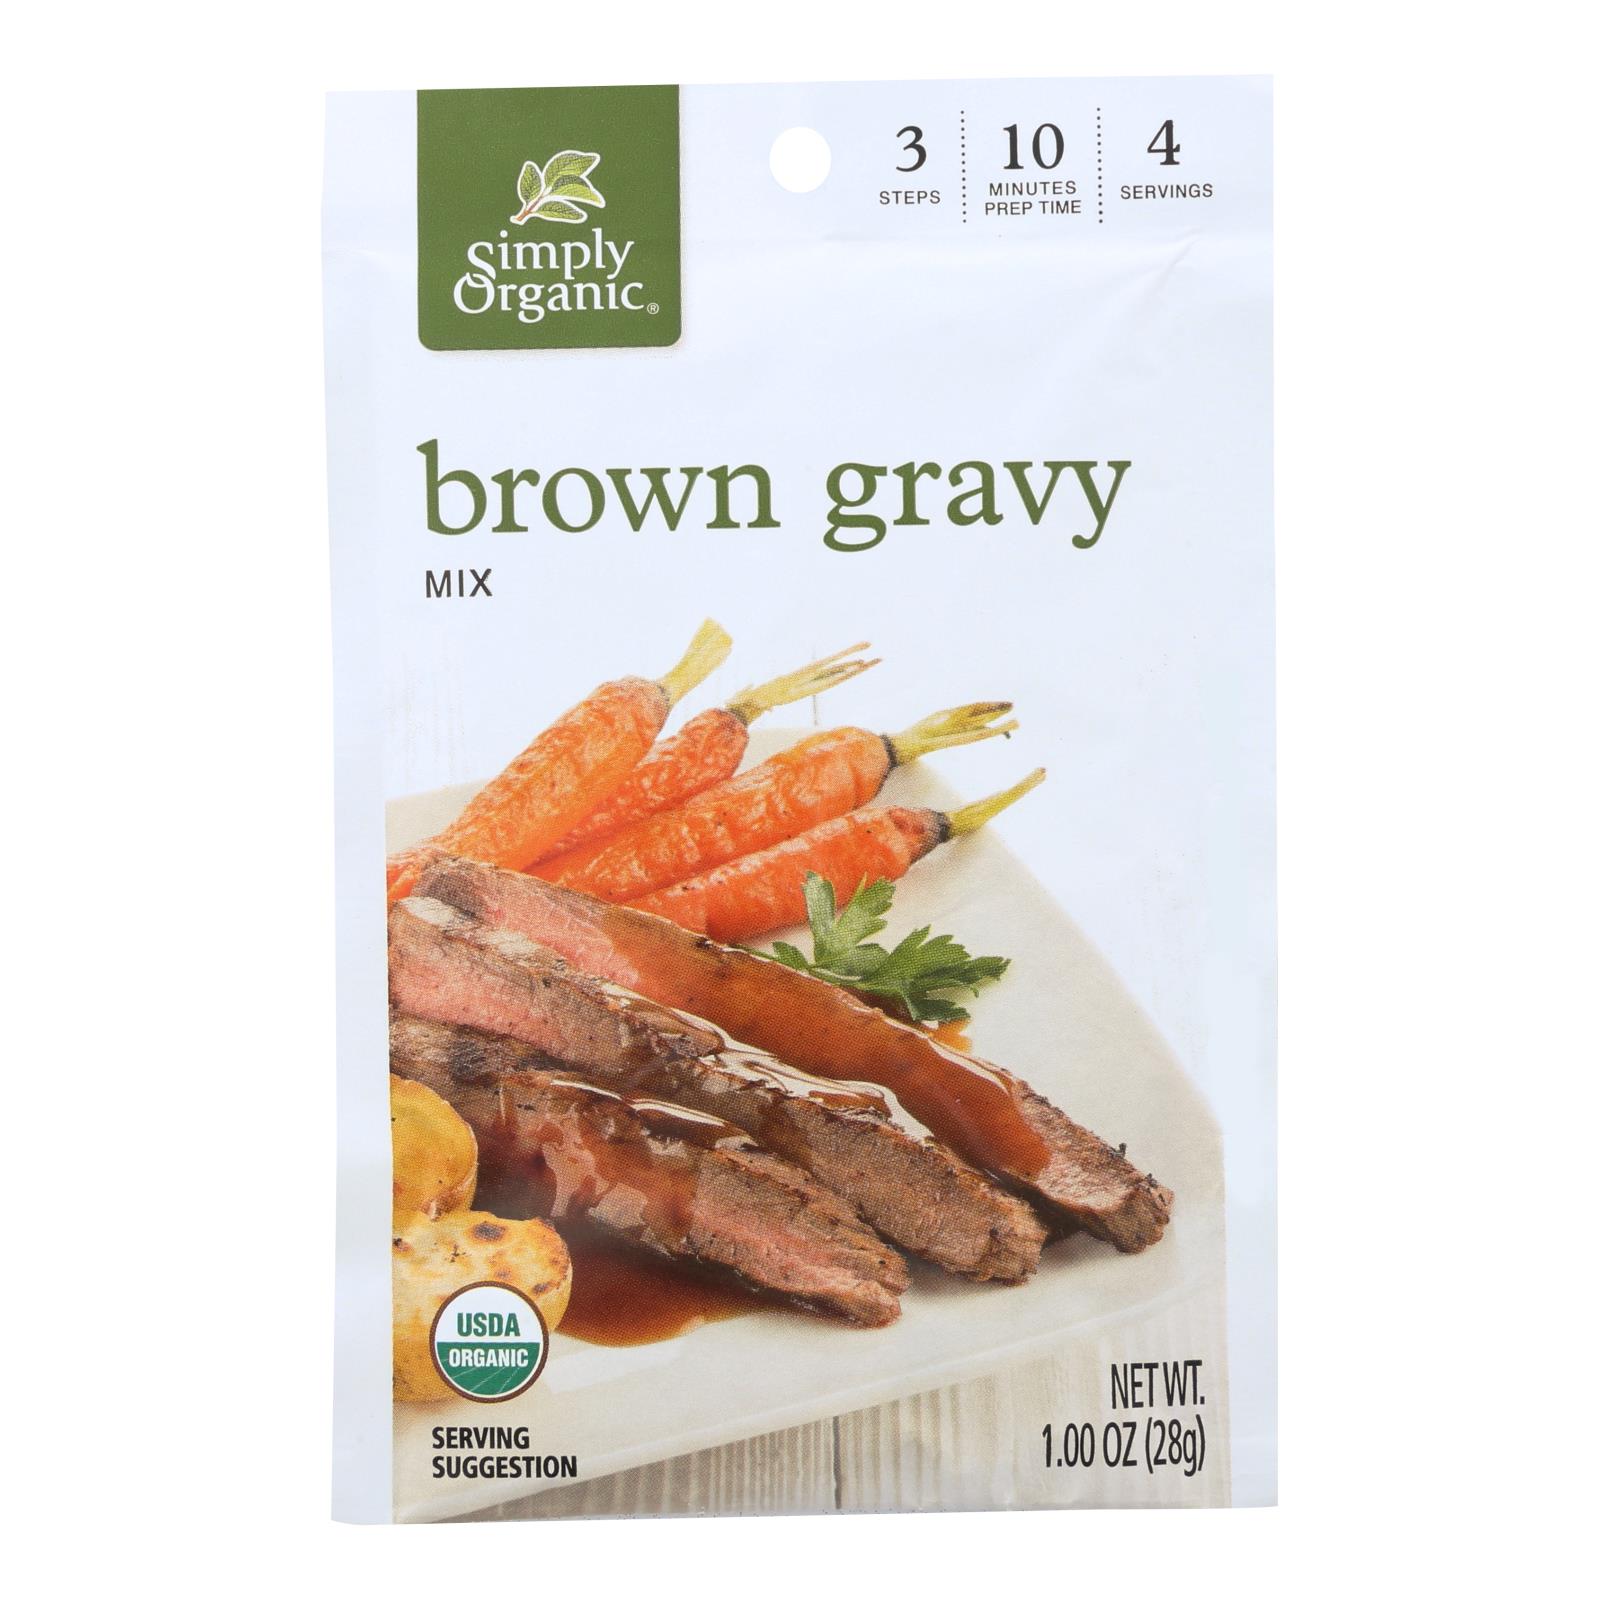 3
STEPS
10
MINUTES
PREP TIME
4
SERVINGS
Simply
Organic®
brown gravy
MIX
USDA
ORGANIC
SERVING
SUGGESTION
NET WT.
1.00 OZ (28g)